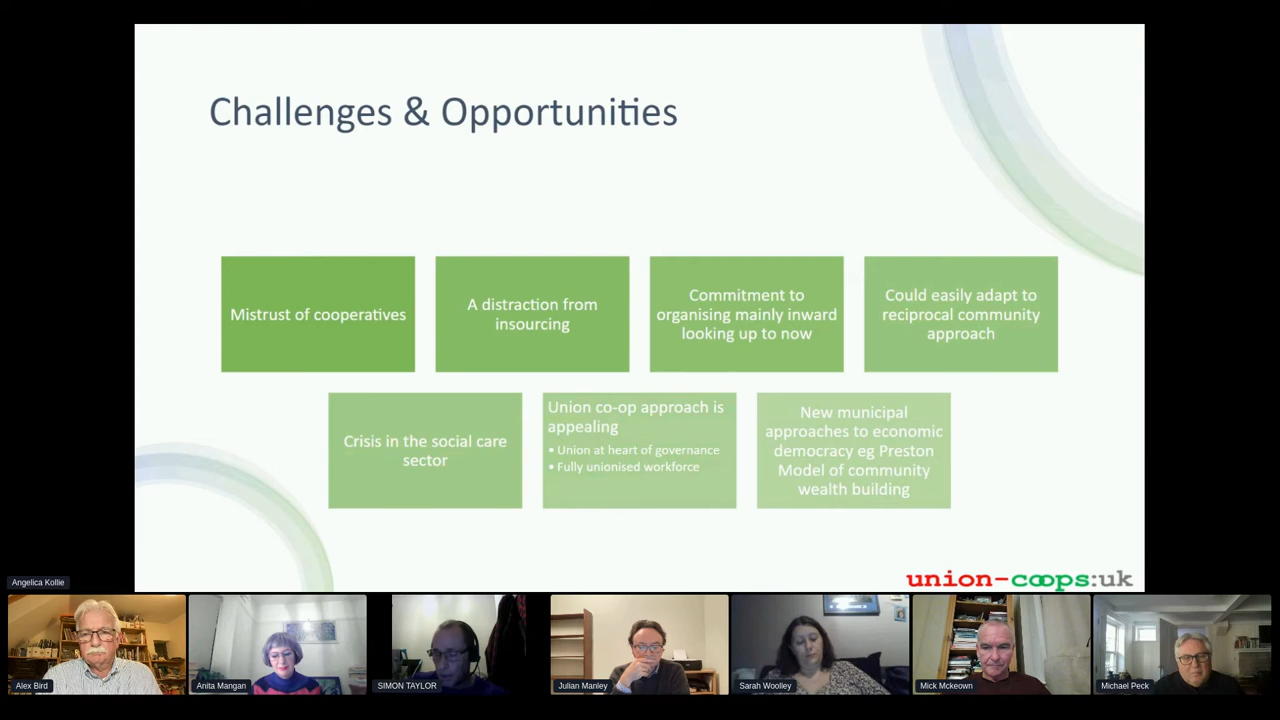 Challenges & Opportunities
Mistrust of cooperatives
A distraction from
insourcing
Commitment to
organising mainly inward
looking up to now
Could easily adapt to
reciprocal community
approach
Crisis in the social care
sector
Union co-op approach is
appealing
• Union at heart of governance
• Fully unionised workforce
New municipal
approaches to economic
democracy eg Preston
Model of community
wealth building
union-coops:uk
Angelica Kollie
Alex Bird
Anita Mangan
SIMON TAYLOR
Julian Manley
Sarah Woolley
Mick Mckeown
Michael Peck